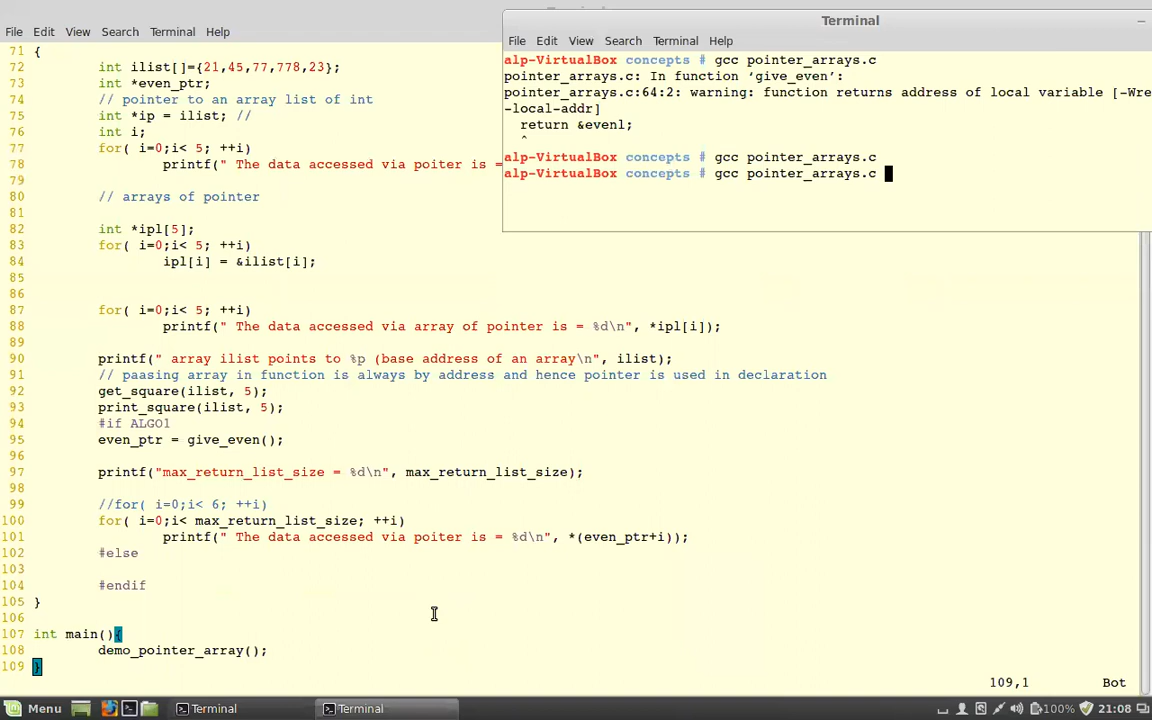 Terminal
File Edit View Search Terminal Help
File Edit View Search Terminal Help
alp-VirtualBox concepts # gcc pointer_arrays.c
pointer_arrays.c: In function ‘give_even’:
pointer_arrays.c:64:2: warning: function returns address of local variable [-Wre
-local-addr]
return &evenl;
^
alp-VirtualBox concepts # gcc pointer_arrays.c
alp-VirtualBox concepts # gcc pointer_arrays.c
71 {
72 int ilist[]={21,45,77,778,23};
73 int *even_ptr;
74 // pointer to an array list of int
75 int *ip = ilist; //
76 int i;
77 for( i=0;i< 5; ++i)
78 printf(" The data accessed via poiter is =
79
80 // arrays of pointer
81
82 int *ipl[5];
83 for( i=0;i< 5; ++i)
84 ipl[i] = &ilist[i];
85
86
87 for( i=0;i< 5; ++i)
88 printf(" The data accessed via array of pointer is = %d\n", *ipl[i]);
89
90 printf(" array ilist points to %p (base address of an array\n", ilist);
91 // paasing array in function is always by address and hence pointer is used in declaration
92 get_square(ilist, 5);
93 print_square(ilist, 5);
94 #if ALGO1
95 even_ptr = give_even();
96
97 printf("max_return_list_size = %d\n", max_return_list_size);
98
99 //for( i=0;i< 6; ++i)
100 for( i=0;i< max_return_list_size; ++i)
101 printf(" The data accessed via poiter is = %d\n", *(even_ptr+i));
102 #else
103
104 #endif
105 }
106
107 int main(){
108 demo_pointer_array();
109 }
109,1 Bot
Menu Terminal Terminal 100% 21:08